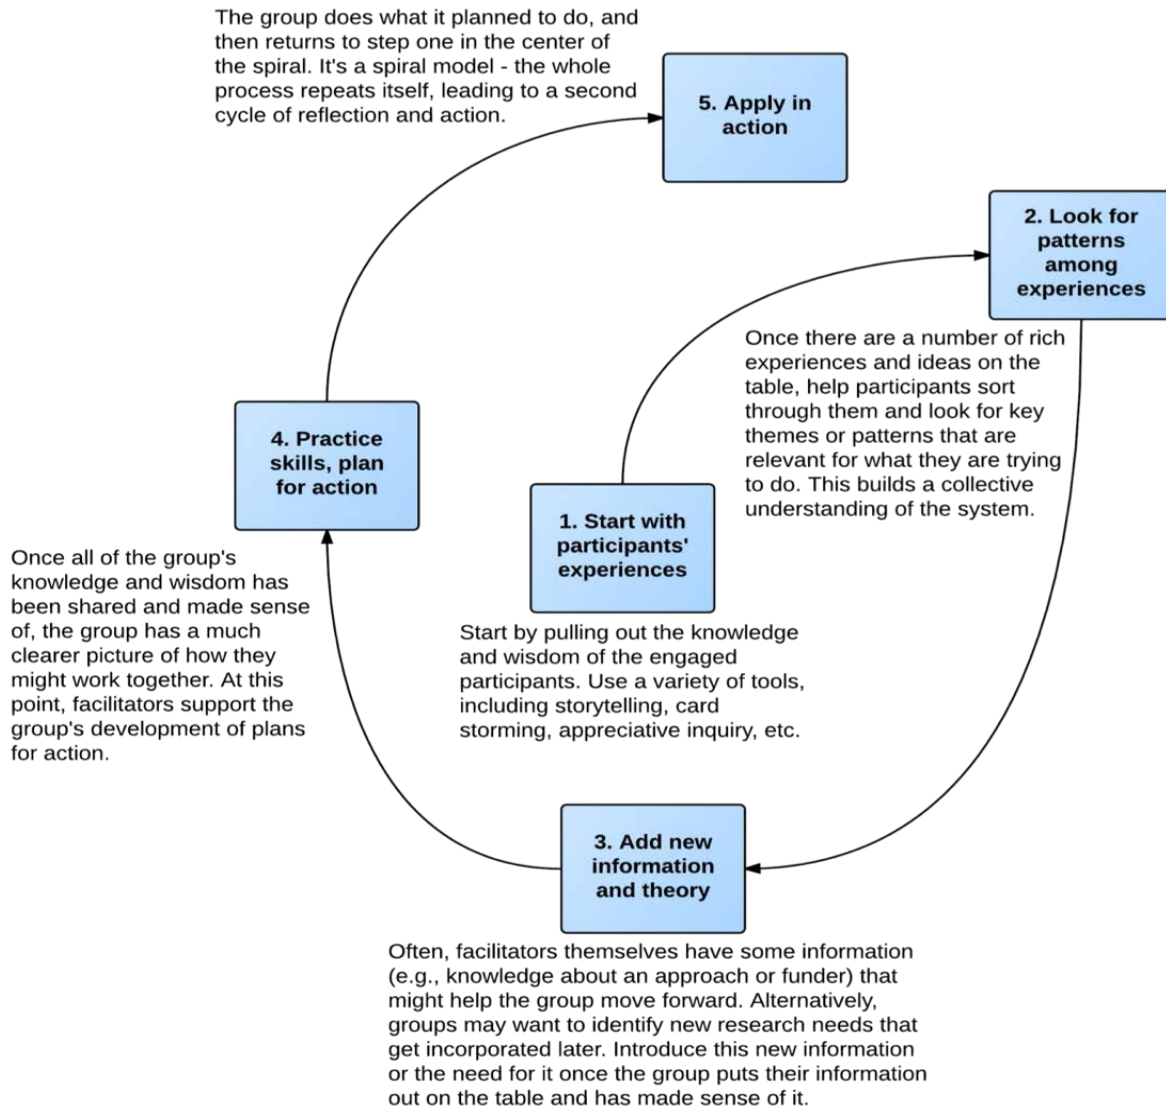 The group does what it planned to do, and
then returns to step one in the center of
the spiral. It's a spiral model - the whole
process repeats itself, leading to a second
cycle of reflection and action.
5. Apply in
action
2. Look for
patterns
among
experiences
Once there are a number of rich
experiences and ideas on the
table, help participants sort
through them and look for key
themes or patterns that are
relevant for what they are trying
to do. This builds a collective
understanding of the system.
4. Practice
skills, plan
for action
1. Start with
participants'
experiences
Once all of the group's
knowledge and wisdom has
been shared and made sense
of, the group has a much
clearer picture of how they
might work together. At this
point, facilitators support the
group's development of plans
for action.
Start by pulling out the knowledge
and wisdom of the engaged
participants. Use a variety of tools,
including storytelling, card
storming, appreciative inquiry, etc.
3. Add new
information
and theory
Often, facilitators themselves have some information
(e.g., knowledge about an approach or funder) that
might help the group move forward. Alternatively,
groups may want to identify new research needs that
get incorporated later. Introduce this new information
or the need for it once the group puts their information
out on the table and has made sense of it.